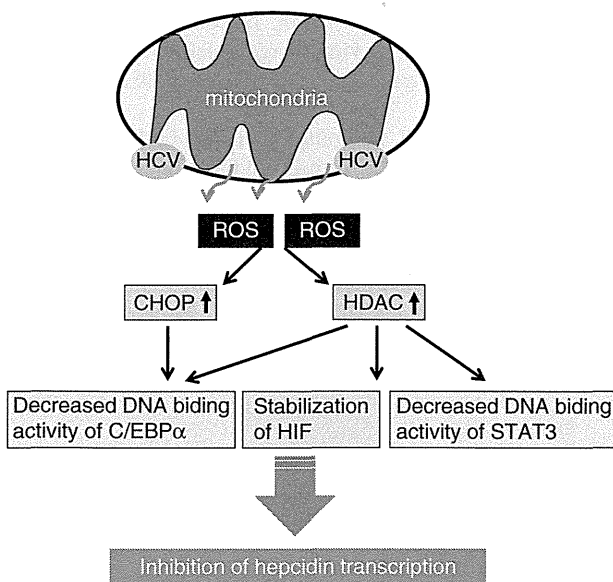 mitochondria
HCV
HCV
ROS
ROS
CHOP
HDAC
Decreased DNA biding
activity of C/EBPα
Stabilization
of HIF
Decreased DNA biding
activity of STAT3
Inhibition of hepcidin transcription